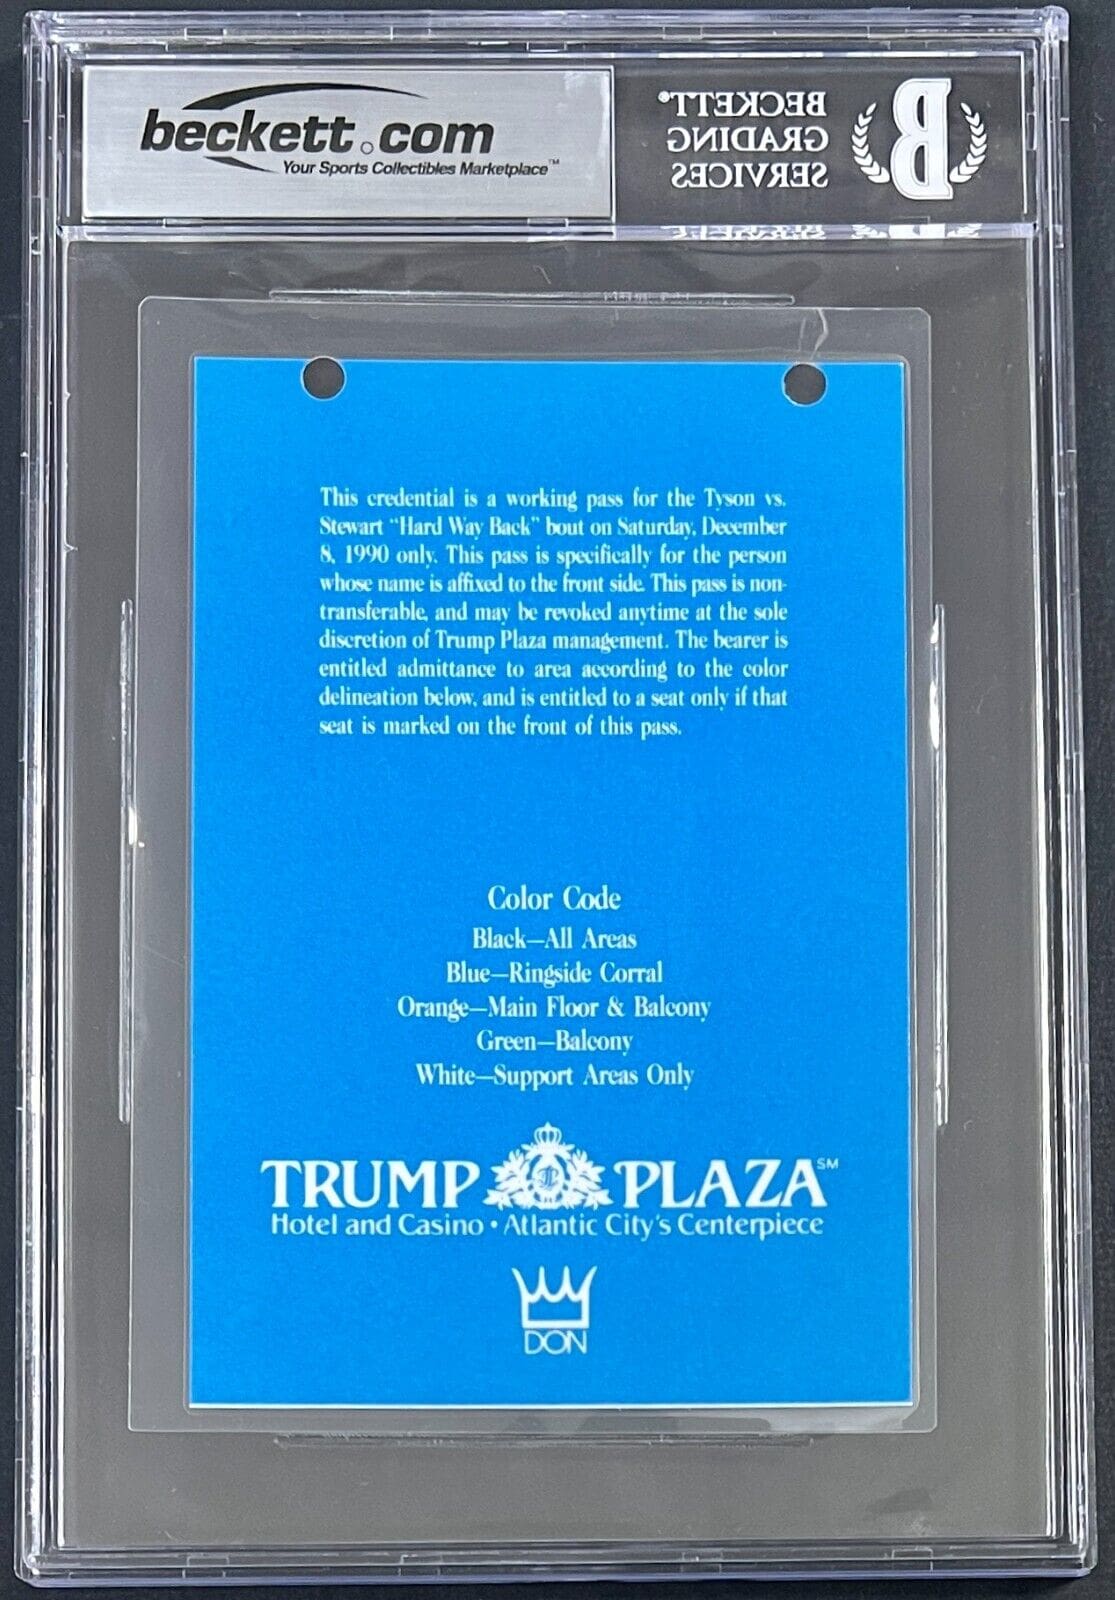 beckett.com
Your Sports Collectibles Marketplace™
BECKETT®
GRADING
SERVICES
B
This credential is a working pass for the Tyson vs.
Stewart “Hard Way Back” bout on Saturday, December
8, 1990 only. This pass is specifically for the person
whose name is affixed to the front side. This pass is non-
transferable, and may be revoked anytime at the sole
discretion of Trump Plaza management. The bearer is
entitled admittance to area according to the color
delineation below, and is entitled to a seat only if that
seat is marked on the front of this pass.
Color Code
Black—All Areas
Blue—Ringside Corral
Orange—Main Floor & Balcony
Green—Balcony
White—Support Areas Only
TRUMP PLAZA℠
Hotel and Casino • Atlantic City's Centerpiece
DON